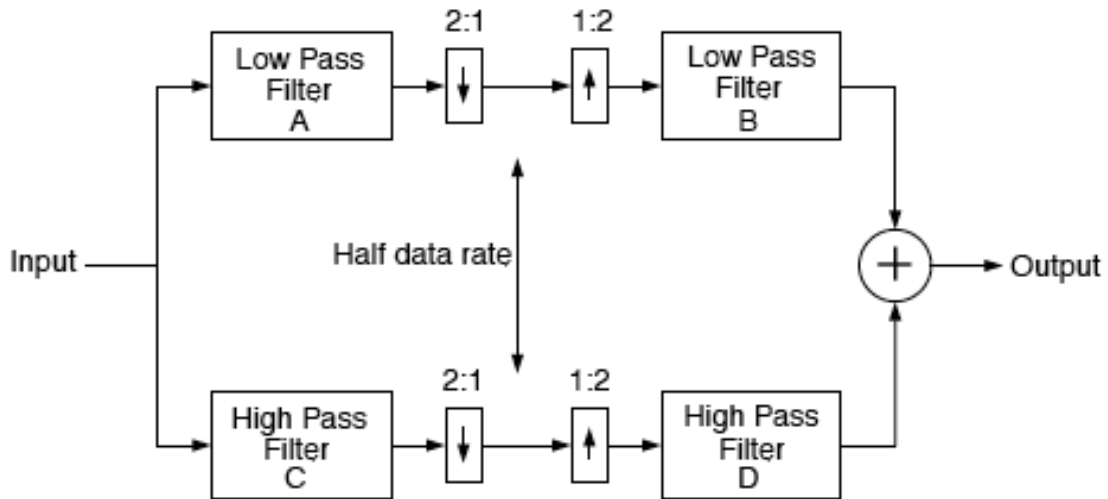 2:1
1:2
Low Pass
Filter
A
Low Pass
Filter
B
Input
Half data rate
Output
2:1
1:2
High Pass
Filter
C
High Pass
Filter
D